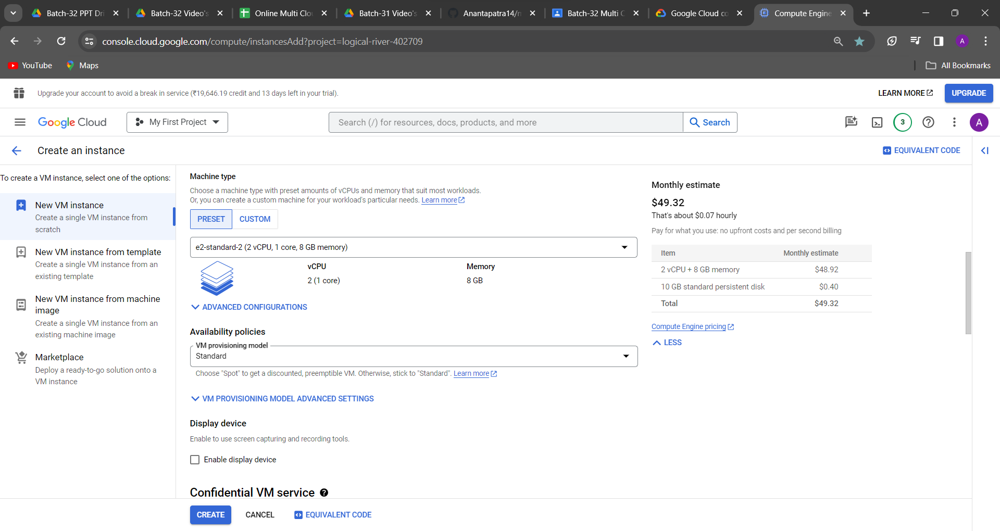 Batch-32 PPT Dri
Batch-32 Video's
Online Multi Clou
Batch-31 Video's
Anantapatra14/
Batch-32 Multi C
Google Cloud co
Compute Engine
console.cloud.google.com/compute/instancesAdd?project=logical-river-402709
A
YouTube
Maps
All Bookmarks
Upgrade your account to avoid a break in service (₹19,646.19 credit and 13 days left in your trial).
LEARN MORE
UPGRADE
Google Cloud
My First Project
Search (/) for resources, docs, products, and more
Search
3
A
Create an instance
EQUIVALENT CODE
To create a VM instance, select one of the options:
New VM instance
Create a single VM instance from
scratch
New VM instance from template
Create a single VM instance from an
existing template
New VM instance from machine
image
Create a single VM instance from an
existing machine image
Marketplace
Deploy a ready-to-go solution onto a
VM instance
Machine type
Choose a machine type with preset amounts of vCPUs and memory that suit most workloads.
Or, you can create a custom machine for your workload's particular needs. Learn more
PRESET
CUSTOM
e2-standard-2 (2 vCPU, 1 core, 8 GB memory)
vCPU
Memory
2 (1 core)
8 GB
ADVANCED CONFIGURATIONS
Availability policies
VM provisioning model
Standard
Choose "Spot" to get a discounted, preemptible VM. Otherwise, stick to "Standard". Learn more
VM PROVISIONING MODEL ADVANCED SETTINGS
Display device
Enable to use screen capturing and recording tools.
Enable display device
Confidential VM service
Monthly estimate
$49.32
That's about $0.07 hourly
Pay for what you use: no upfront costs and per second billing
Item Monthly estimate
2 vCPU + 8 GB memory $48.92
10 GB standard persistent disk $0.40
Total $49.32
Compute Engine pricing
LESS
CREATE
CANCEL
EQUIVALENT CODE